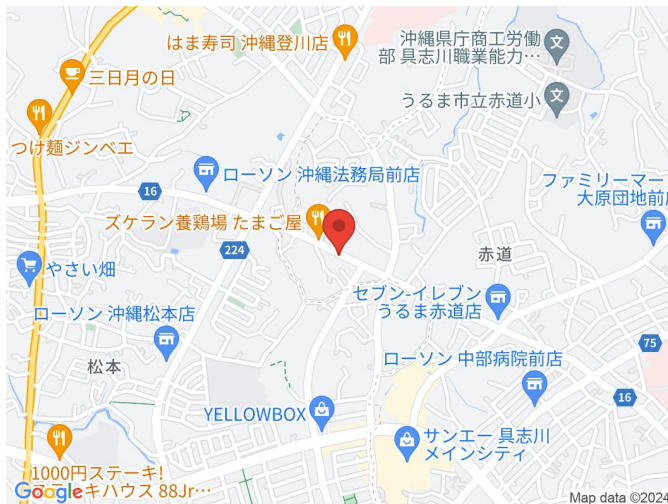 はま寿司 沖縄登川店
沖縄県庁商工労働
部 具志川職業能力…
三日月の日
うるま市立赤道小
つけ麺ジンベエ
ローソン 沖縄法務局前店
16
ファミリーマー
大原団地前店
ズケラン養鶏場 たまご屋
224
赤道
やさい畑
セブン-イレブン
うるま赤道店
ローソン 沖縄松本店
75
松本
ローソン 中部病院前店
16
YELLOWBOX
サンエー 具志川
メインシティ
1000円ステーキ!
ステーキハウス 88Jr…
Google
Map data ©2024